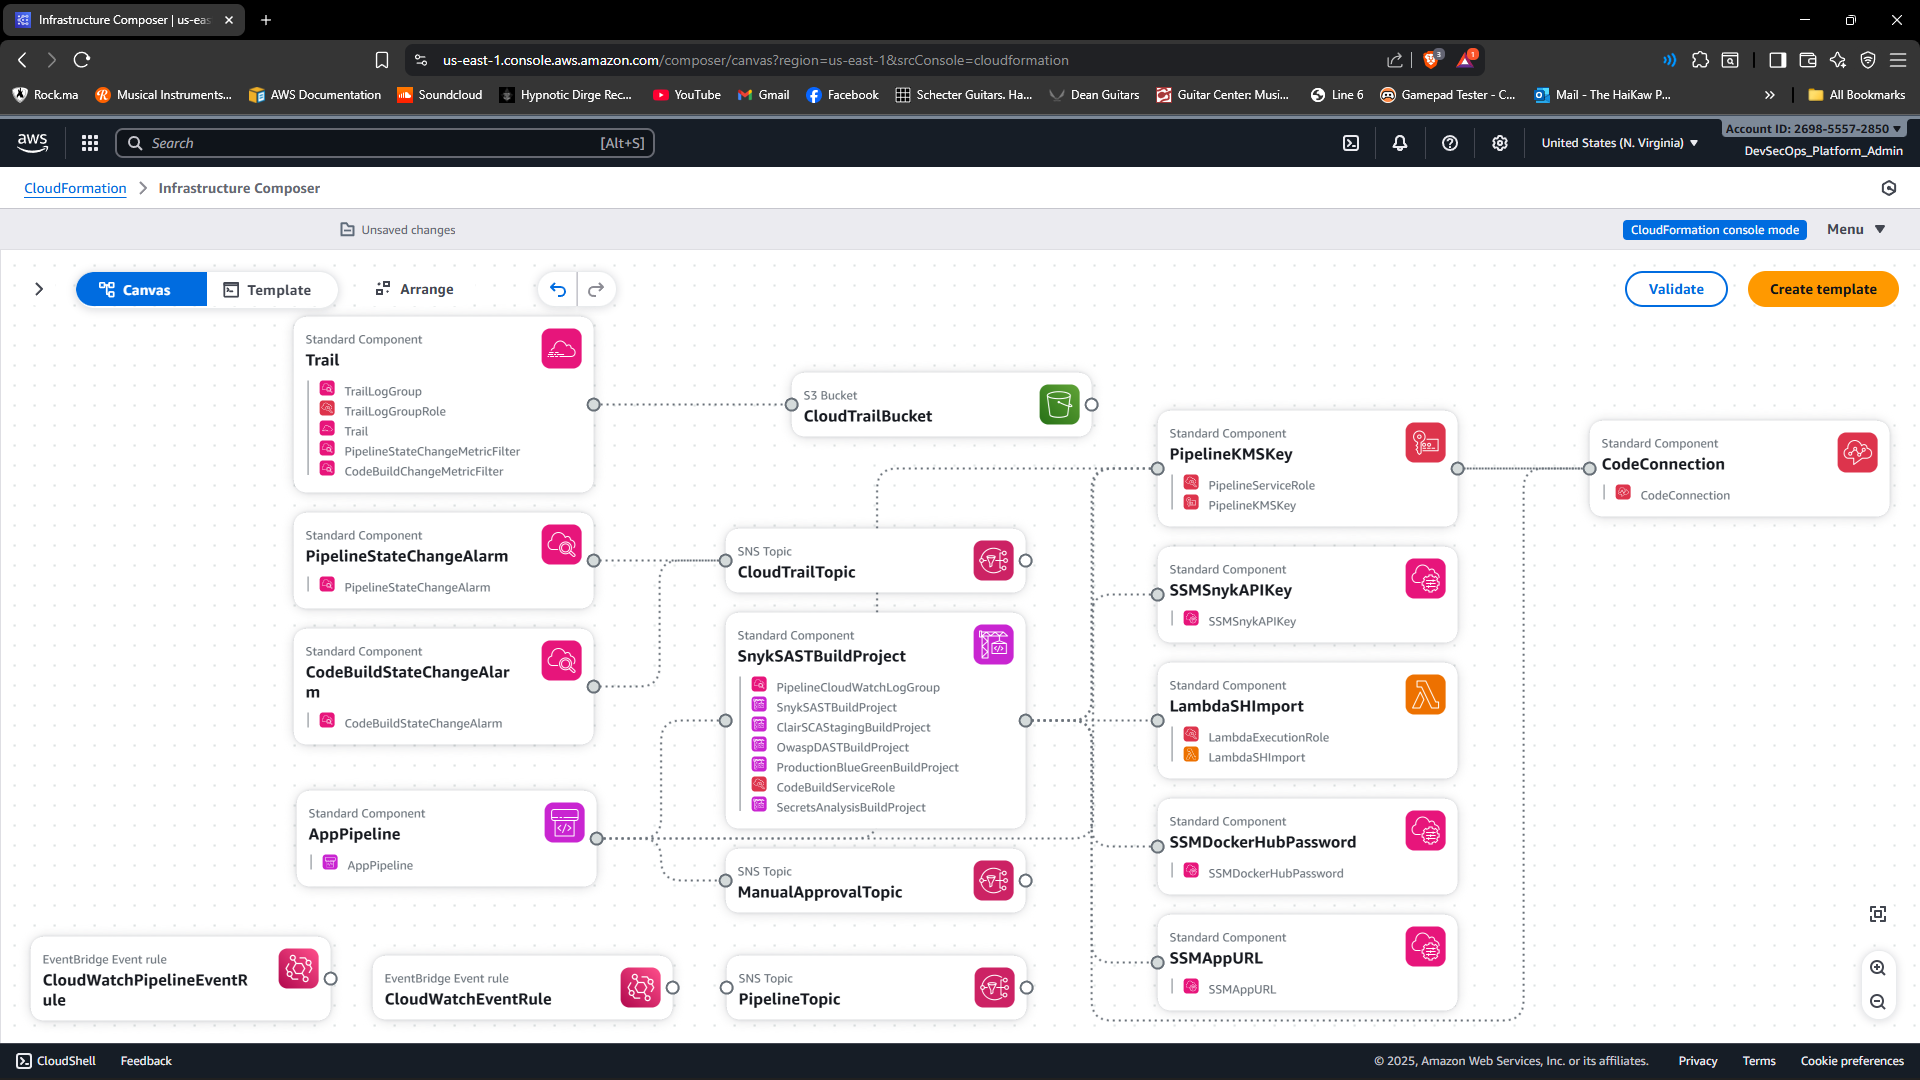 Infrastructure Composer | us-eas
us-east-1.console.aws.amazon.com/composer/canvas?region=us-east-1&srcConsole=cloudformation
3
1
Rock.ma
Musical Instruments...
AWS Documentation
Soundcloud
Hypnotic Dirge Rec...
YouTube
Gmail
Facebook
Schecter Guitars. Ha...
Dean Guitars
Guitar Center: Musi...
Line 6
Gamepad Tester - C...
Mail - The HaiKaw P...
All Bookmarks
aws
Search
[Alt+S]
United States (N. Virginia)
Account ID: 2698-5557-2850
DevSecOps_Platform_Admin
CloudFormation
Infrastructure Composer
Unsaved changes
CloudFormation console mode
Menu
Canvas
Template
Arrange
Validate
Create template
Standard Component
Trail
TrailLogGroup
TrailLogGroupRole
Trail
PipelineStateChangeMetricFilter
CodeBuildChangeMetricFilter
S3 Bucket
CloudTrailBucket
Standard Component
PipelineKMSKey
PipelineServiceRole
PipelineKMSKey
Standard Component
CodeConnection
CodeConnection
Standard Component
PipelineStateChangeAlarm
PipelineStateChangeAlarm
SNS Topic
CloudTrailTopic
Standard Component
SSMSnykAPIKey
SSMSnykAPIKey
Standard Component
CodeBuildStateChangeAlar
m
CodeBuildStateChangeAlarm
Standard Component
SnykSASTBuildProject
PipelineCloudWatchLogGroup
SnykSASTBuildProject
ClairSCAStagingBuildProject
OwaspDASTBuildProject
ProductionBlueGreenBuildProject
CodeBuildServiceRole
SecretsAnalysisBuildProject
Standard Component
LambdaSHImport
LambdaExecutionRole
LambdaSHImport
Standard Component
AppPipeline
AppPipeline
SNS Topic
ManualApprovalTopic
Standard Component
SSMDockerHubPassword
SSMDockerHubPassword
EventBridge Event rule
CloudWatchPipelineEventR
ule
EventBridge Event rule
CloudWatchEventRule
SNS Topic
PipelineTopic
Standard Component
SSMAppURL
SSMAppURL
CloudShell
Feedback
© 2025, Amazon Web Services, Inc. or its affiliates.
Privacy
Terms
Cookie preferences